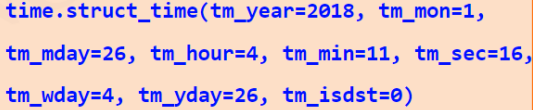 time.struct_time(tm_year=2018, tm_mon=1,
tm_mday=26, tm_hour=4, tm_min=11, tm_sec=16,
tm_wday=4, tm_yday=26, tm_isdst=0)